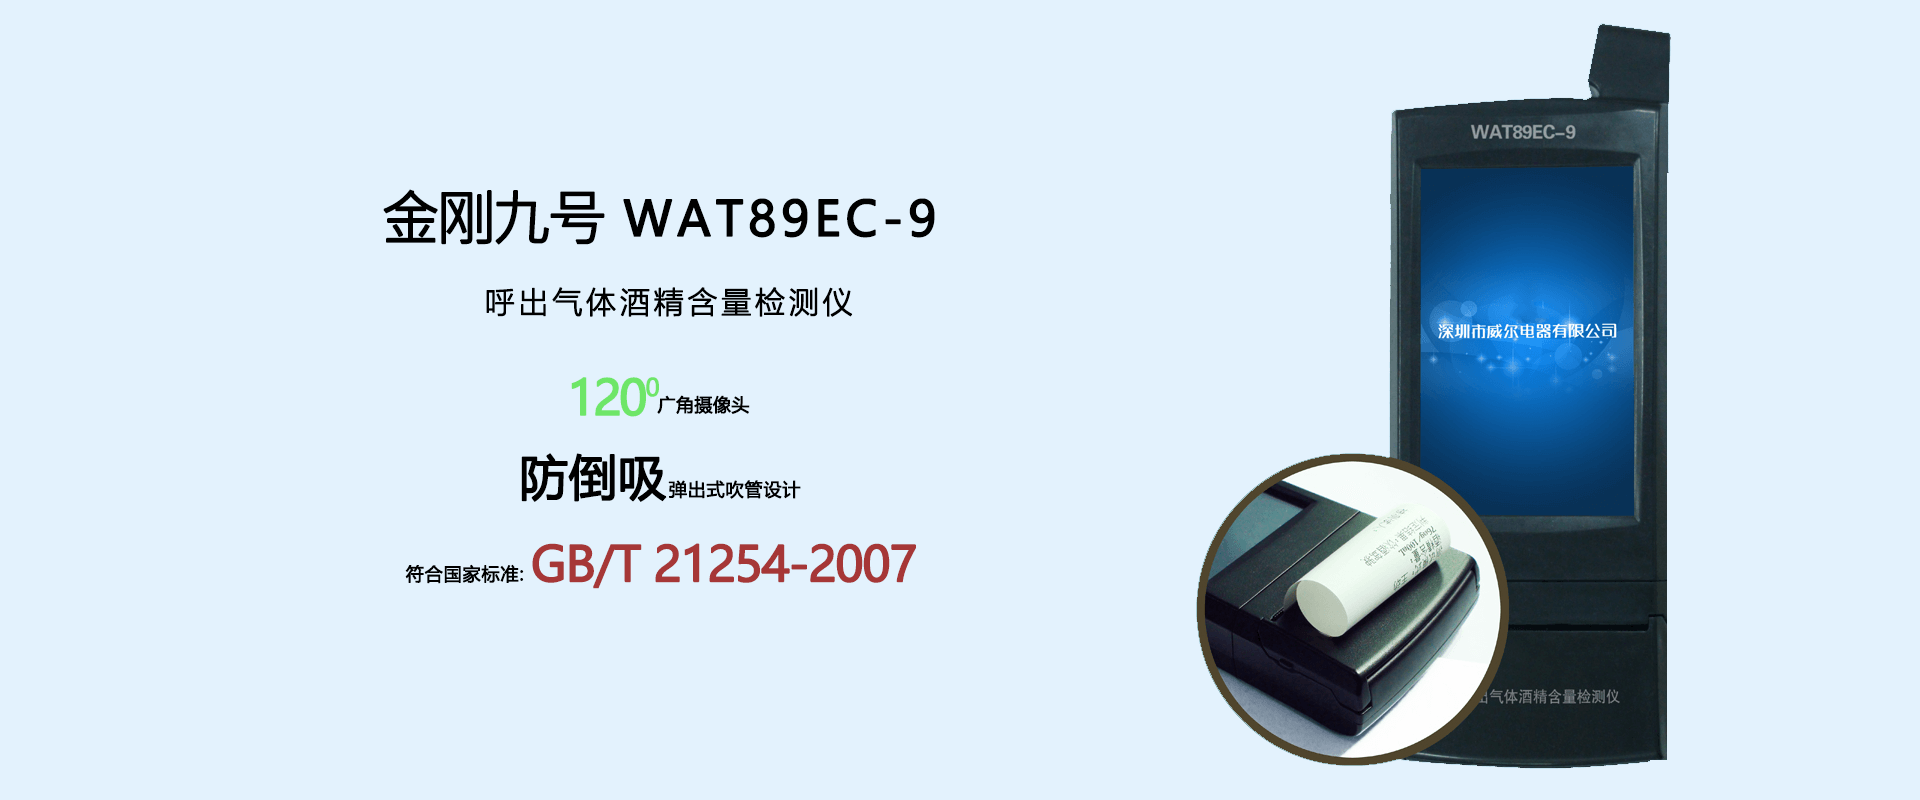 金刚九号 WAT89EC-9
呼出气体酒精含量检测仪
120⁰广角摄像头
防倒吸弹出式吹管设计
符合国家标准: GB/T 21254-2007
WAT89EC-9
深圳市威尔电器有限公司
出气体酒精含量检测仪